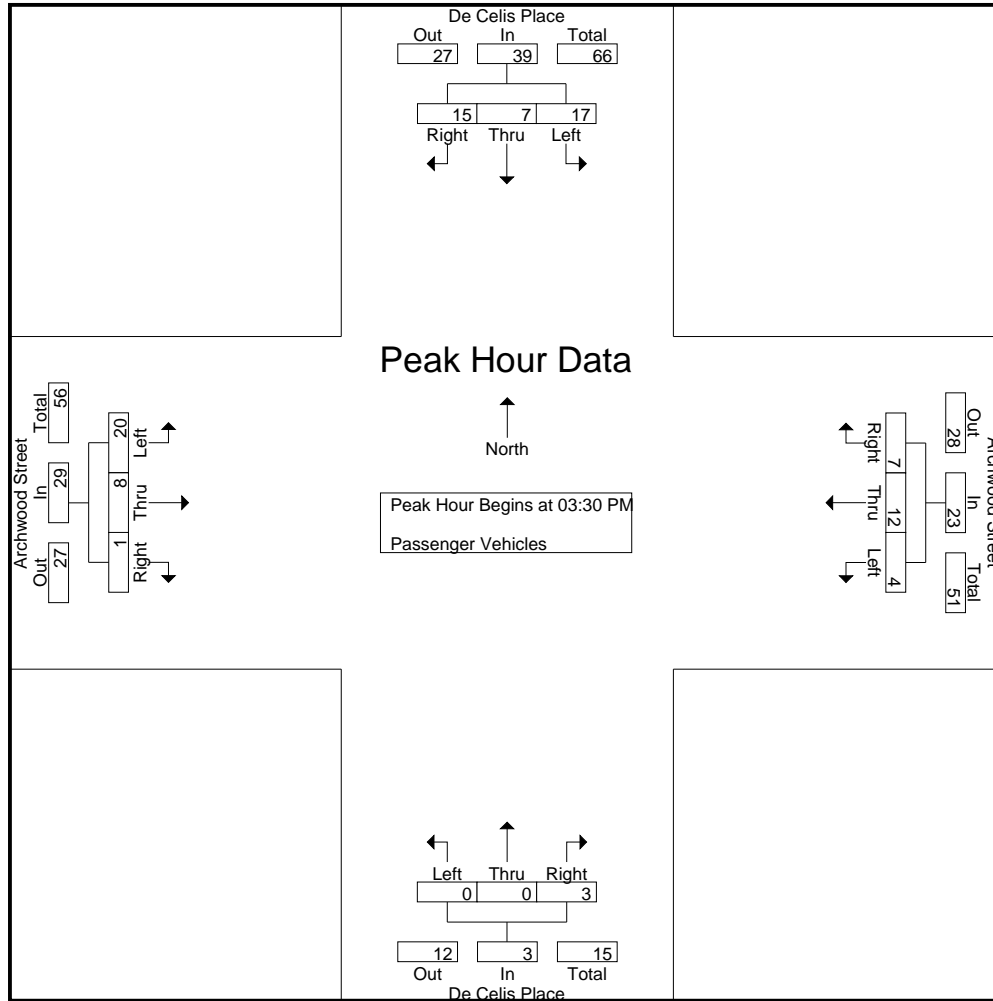 De Celis Place
Out In Total
27 39 66
15 7 17
Right Thru Left
Peak Hour Data
North
Peak Hour Begins at 03:30 PM
Passenger Vehicles
Archwood Street
Total In Out
56 29 27
20 8 1
Left Thru Right
Archwood Street
Out In Total
28 23 51
7 12 4
Right Thru Left
Left Thru Right
0 0 3
12 3 15
Out In Total
De Celis Place